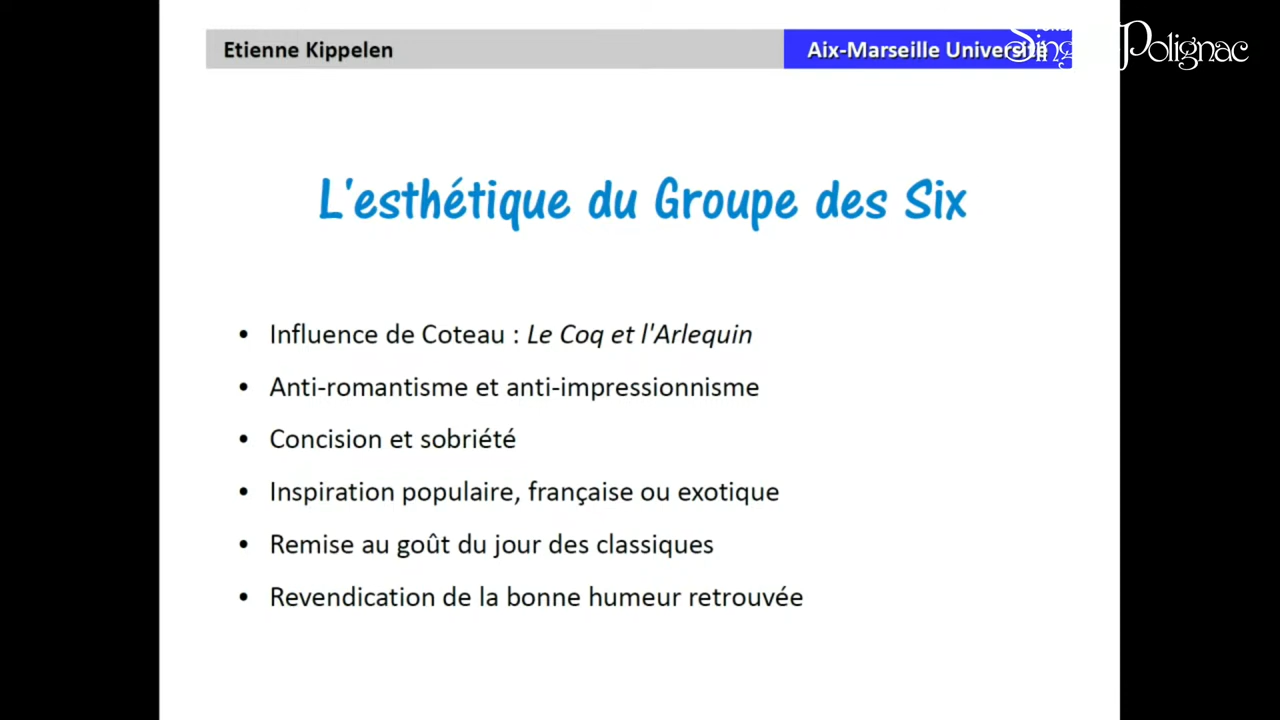 Etienne Kippelen
Aix-Marseille Université
Polignac
L'esthétique du Groupe des Six
• Influence de Coteau : Le Coq et l'Arlequin
• Anti-romantisme et anti-impressionnisme
• Concision et sobriété
• Inspiration populaire, française ou exotique
• Remise au goût du jour des classiques
• Revendication de la bonne humeur retrouvée